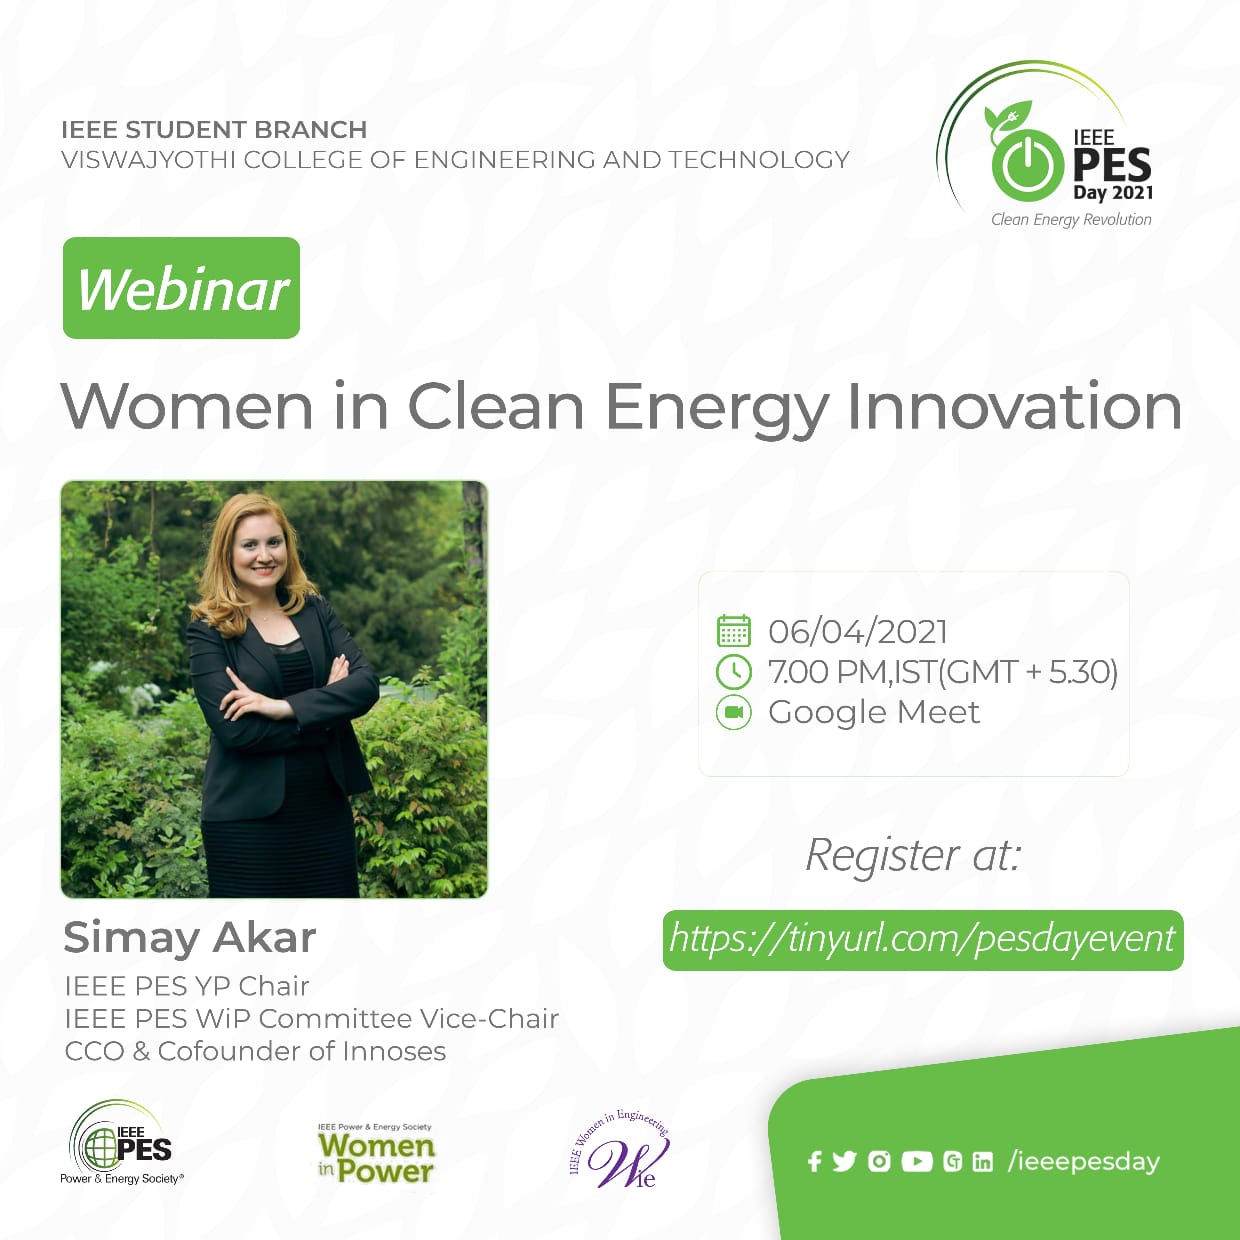 IEEE STUDENT BRANCH
VISWAJYOTHI COLLEGE OF ENGINEERING AND TECHNOLOGY
IEEE
PES
Day 2021
Clean Energy Revolution
Webinar
Women in Clean Energy Innovation
06/04/2021
7.00 PM,IST(GMT + 5.30)
Google Meet
Register at:
https://tinyurl.com/pesdayevent
Simay Akar
IEEE PES YP Chair
IEEE PES WiP Committee Vice-Chair
CCO & Cofounder of Innoses
IEEE
PES
Power & Energy Society®
IEEE Power & Energy Society
Women
in Power
IEEE Women in Engineering
Wie
/ieeepesday